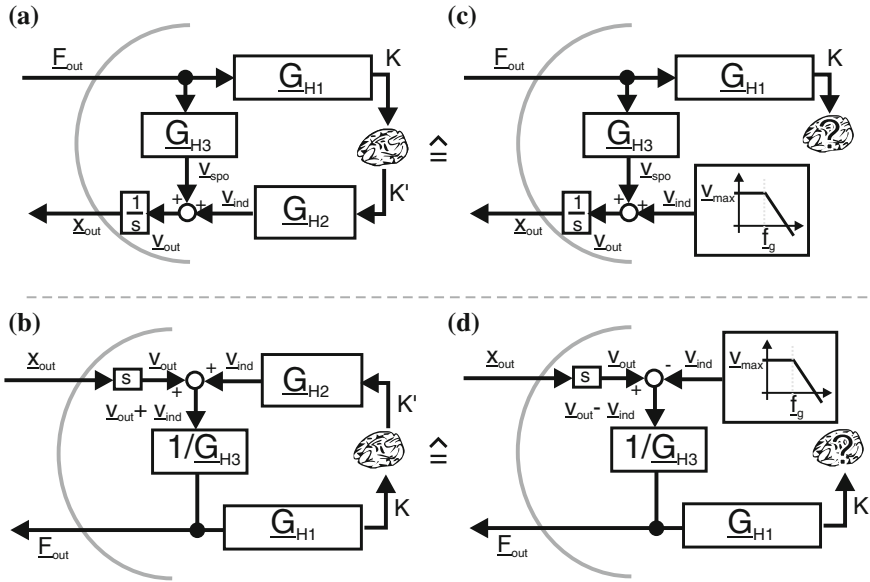 (a)
F_out
G_H1
K
G_H3
v_spo
K'
+
+
v_ind
G_H2
1/s
x_out
v_out
≙
(c)
F_out
G_H1
K
?
G_H3
v_spo
+
+
v_ind
v_max
f_g
1/s
x_out
v_out
(b)
x_out
s
v_out
+
+
v_ind
G_H2
v_out + v_ind
K'
1/G_H3
G_H1
K
F_out
≙
(d)
x_out
s
v_out
+
-
v_ind
v_max
f_g
v_out - v_ind
1/G_H3
?
G_H1
K
F_out